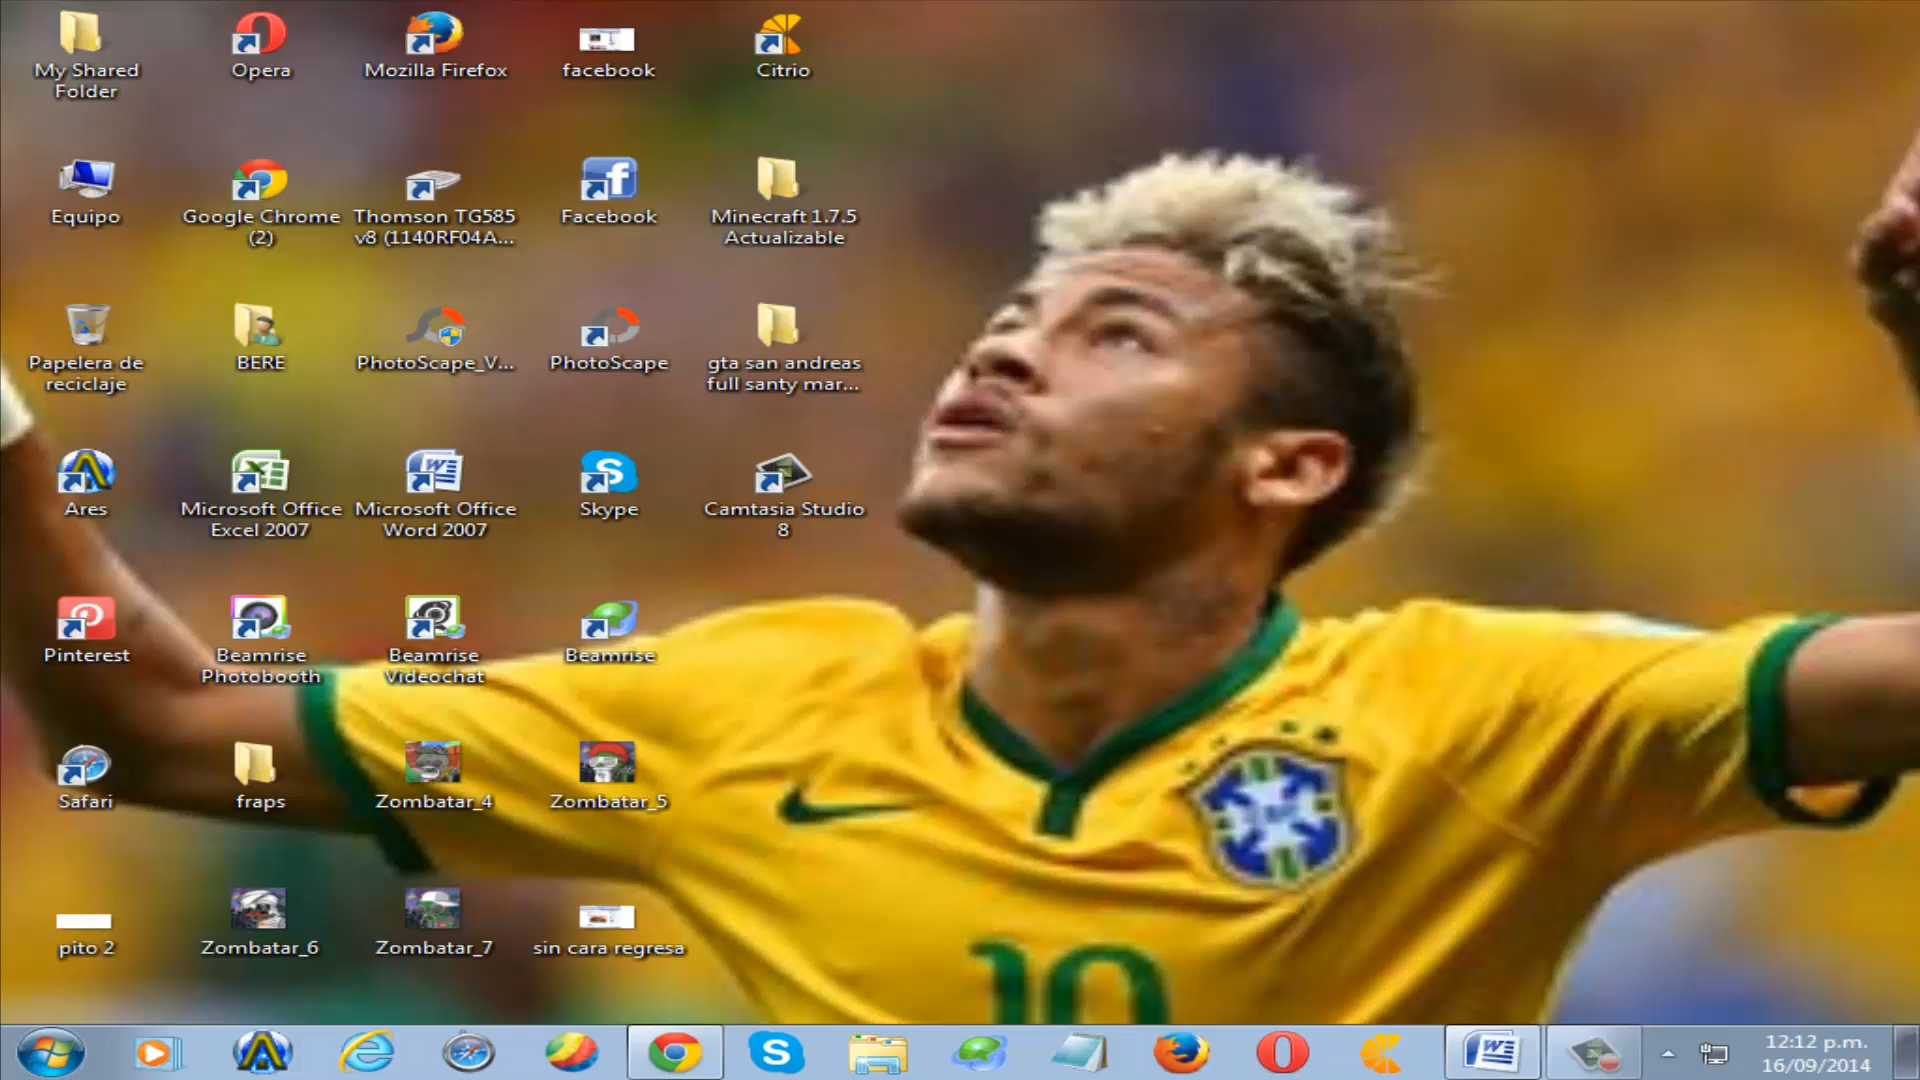 My Shared
Folder
Opera
Mozilla Firefox
facebook
Citrio
Equipo
Google Chrome
(2)
Thomson TG585
v8 (1140RF04A...
Facebook
Minecraft 1.7.5
Actualizable
Papelera de
reciclaje
BERE
PhotoScape_V...
PhotoScape
gta san andreas
full santy mar...
Ares
Microsoft Office
Excel 2007
Microsoft Office
Word 2007
Skype
Camtasia Studio
8
Pinterest
Beamrise
Photobooth
Beamrise
Videochat
Beamrise
Safari
fraps
Zombatar_4
Zombatar_5
pito 2
Zombatar_6
Zombatar_7
sin cara regresa
10
12:12 p.m.
16/09/2014